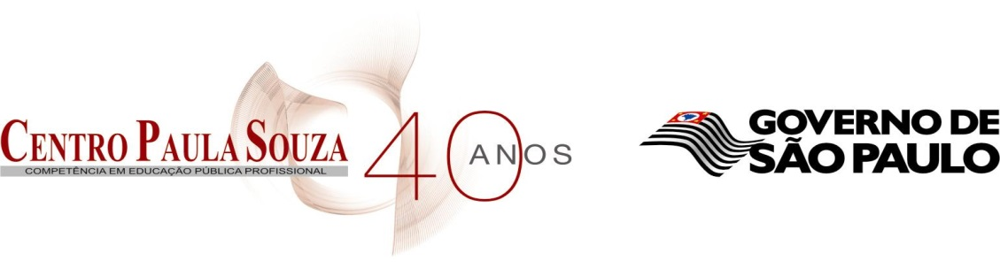 CENTRO PAULA SOUZA
COMPETÊNCIA EM EDUCAÇÃO PÚBLICA PROFISSIONAL
40 ANOS
GOVERNO DE
SÃO PAULO